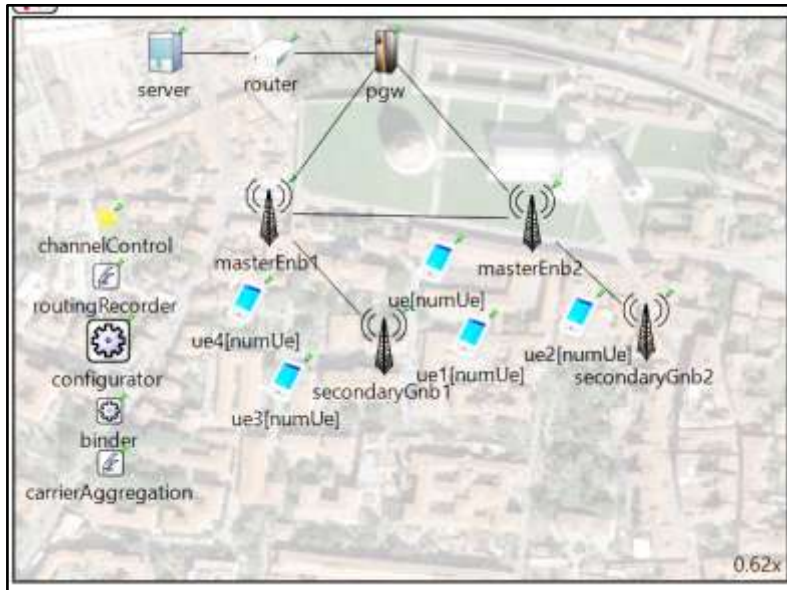 server
router
pgw
masterEnb1
masterEnb2
channelControl
routingRecorder
configurator
binder
carrierAggregation
ue[numUe]
ue4[numUe]
ue1[numUe]
ue2[numUe]
ue3[numUe]
secondaryGnb1
secondaryGnb2
0.62x